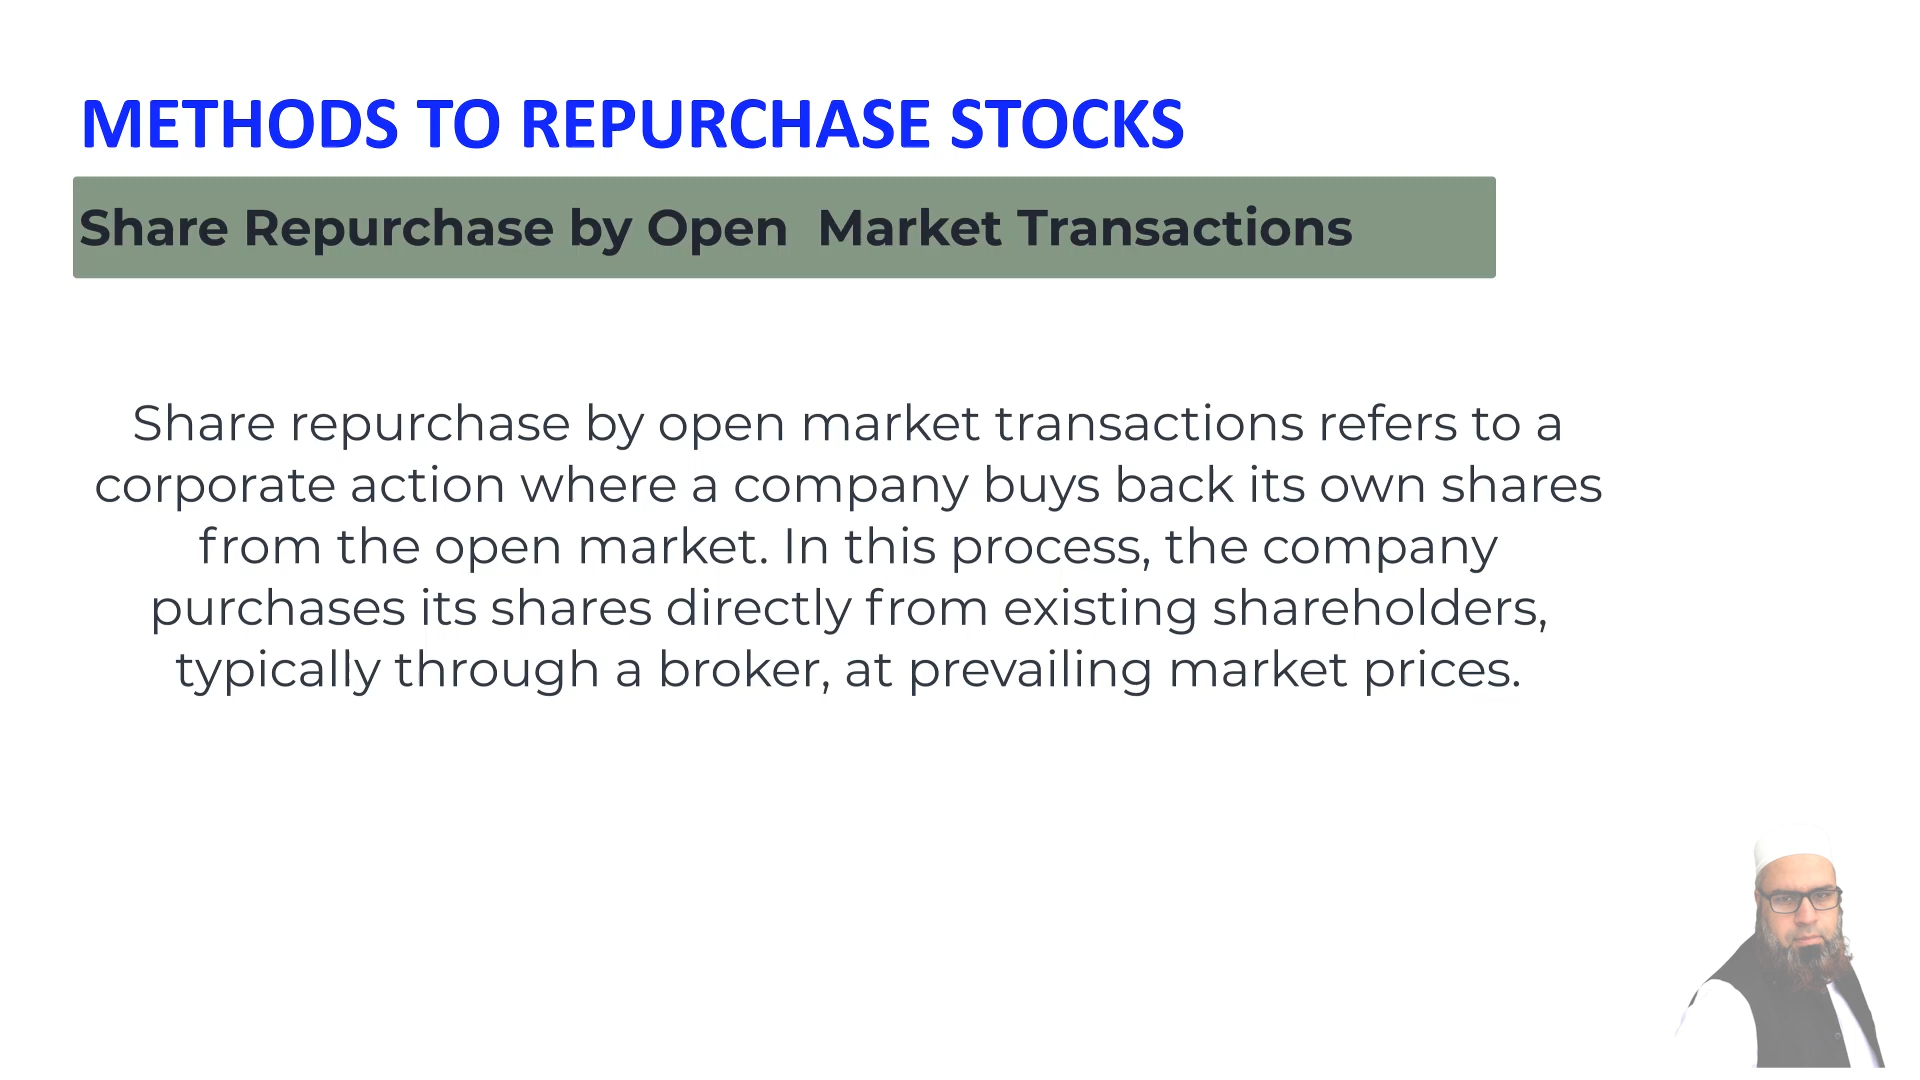 METHODS TO REPURCHASE STOCKS
Share Repurchase by Open Market Transactions
Share repurchase by open market transactions refers to a
corporate action where a company buys back its own shares
from the open market. In this process, the company
purchases its shares directly from existing shareholders,
typically through a broker, at prevailing market prices.